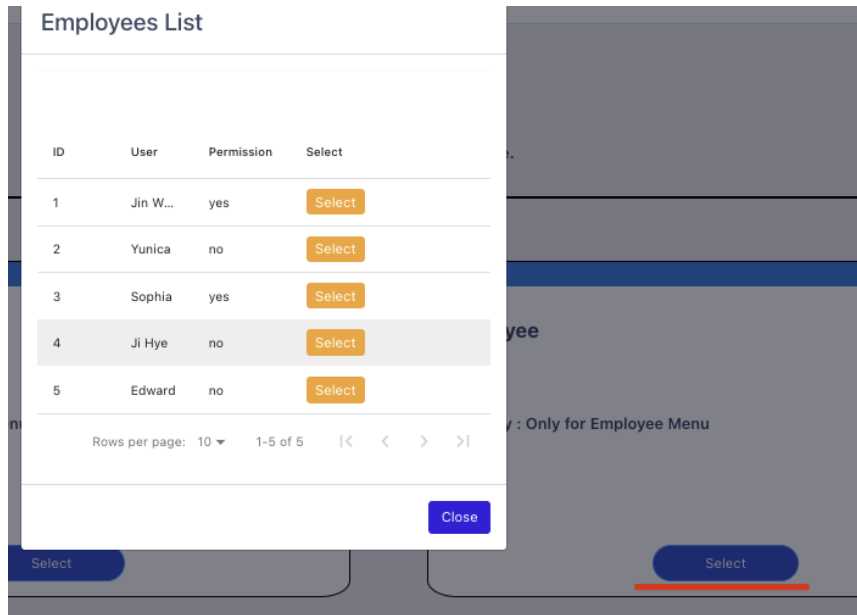 Employees List
ID User Permission Select
e.
1 Jin W... yes Select
2 Yunica no Select
3 Sophia yes Select
4 Ji Hye no Select
yee
5 Edward no Select
y : Only for Employee Menu
Rows per page: 10 1-5 of 5
Close
Select
Select